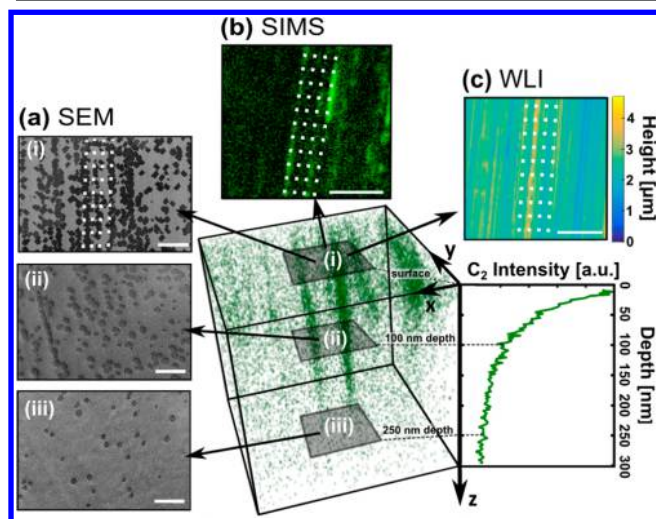 (b) SIMS
(c) WLI
(a) SEM
(i)
(ii)
(iii)
4
3
2
1
0
Height [µm]
(i)
(ii)
(iii)
y
x
z
surface
100 nm depth
250 nm depth
C₂ Intensity [a.u.]
0
50
100
150
200
250
300
Depth [nm]